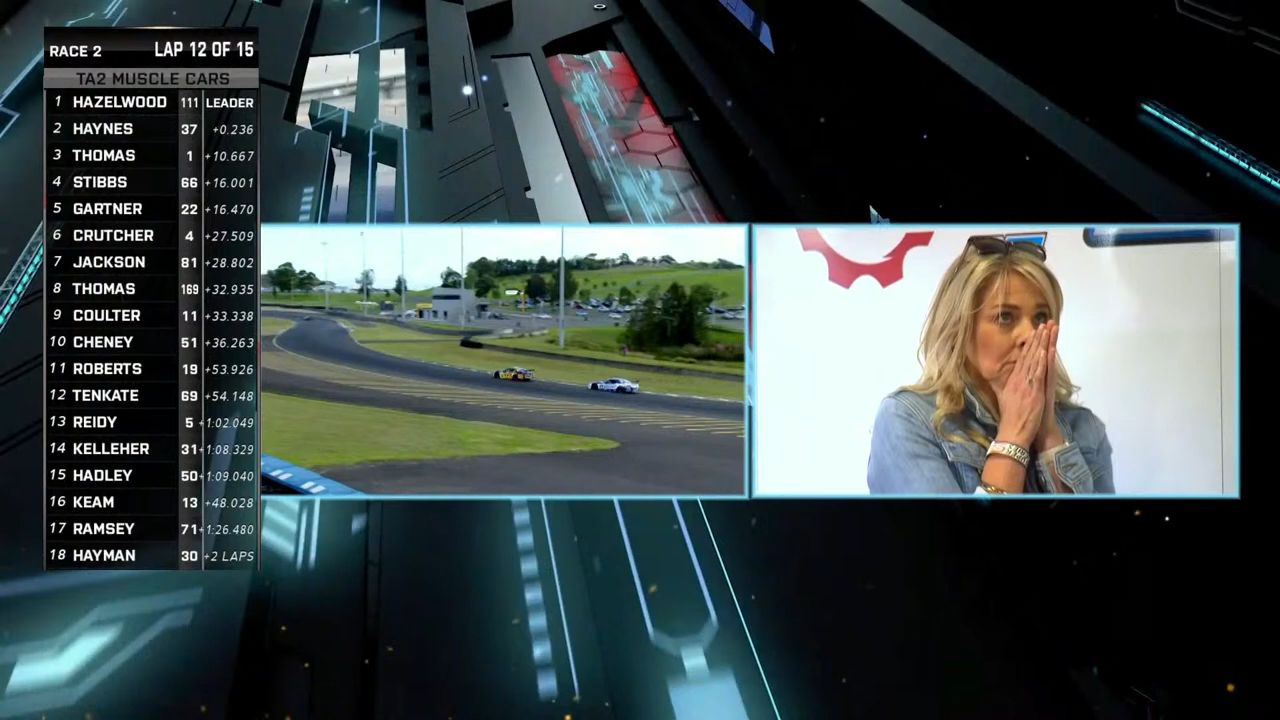 RACE 2 LAP 12 OF 15
TA2 MUSCLE CARS
1 HAZELWOOD 111 LEADER
2 HAYNES 37 +0.236
3 THOMAS 1 +10.667
4 STIBBS 66 +16.001
5 GARTNER 22 +16.470
6 CRUTCHER 4 +27.509
7 JACKSON 81 +28.802
8 THOMAS 169 +32.935
9 COULTER 11 +33.338
10 CHENEY 51 +36.263
11 ROBERTS 19 +53.926
12 TENKATE 69 +54.148
13 REIDY 5 +1:02.049
14 KELLEHER 31 +1:08.329
15 HADLEY 50 +1:09.040
16 KEAM 13 +48.028
17 RAMSEY 71 +1:26.480
18 HAYMAN 30 +2 LAPS